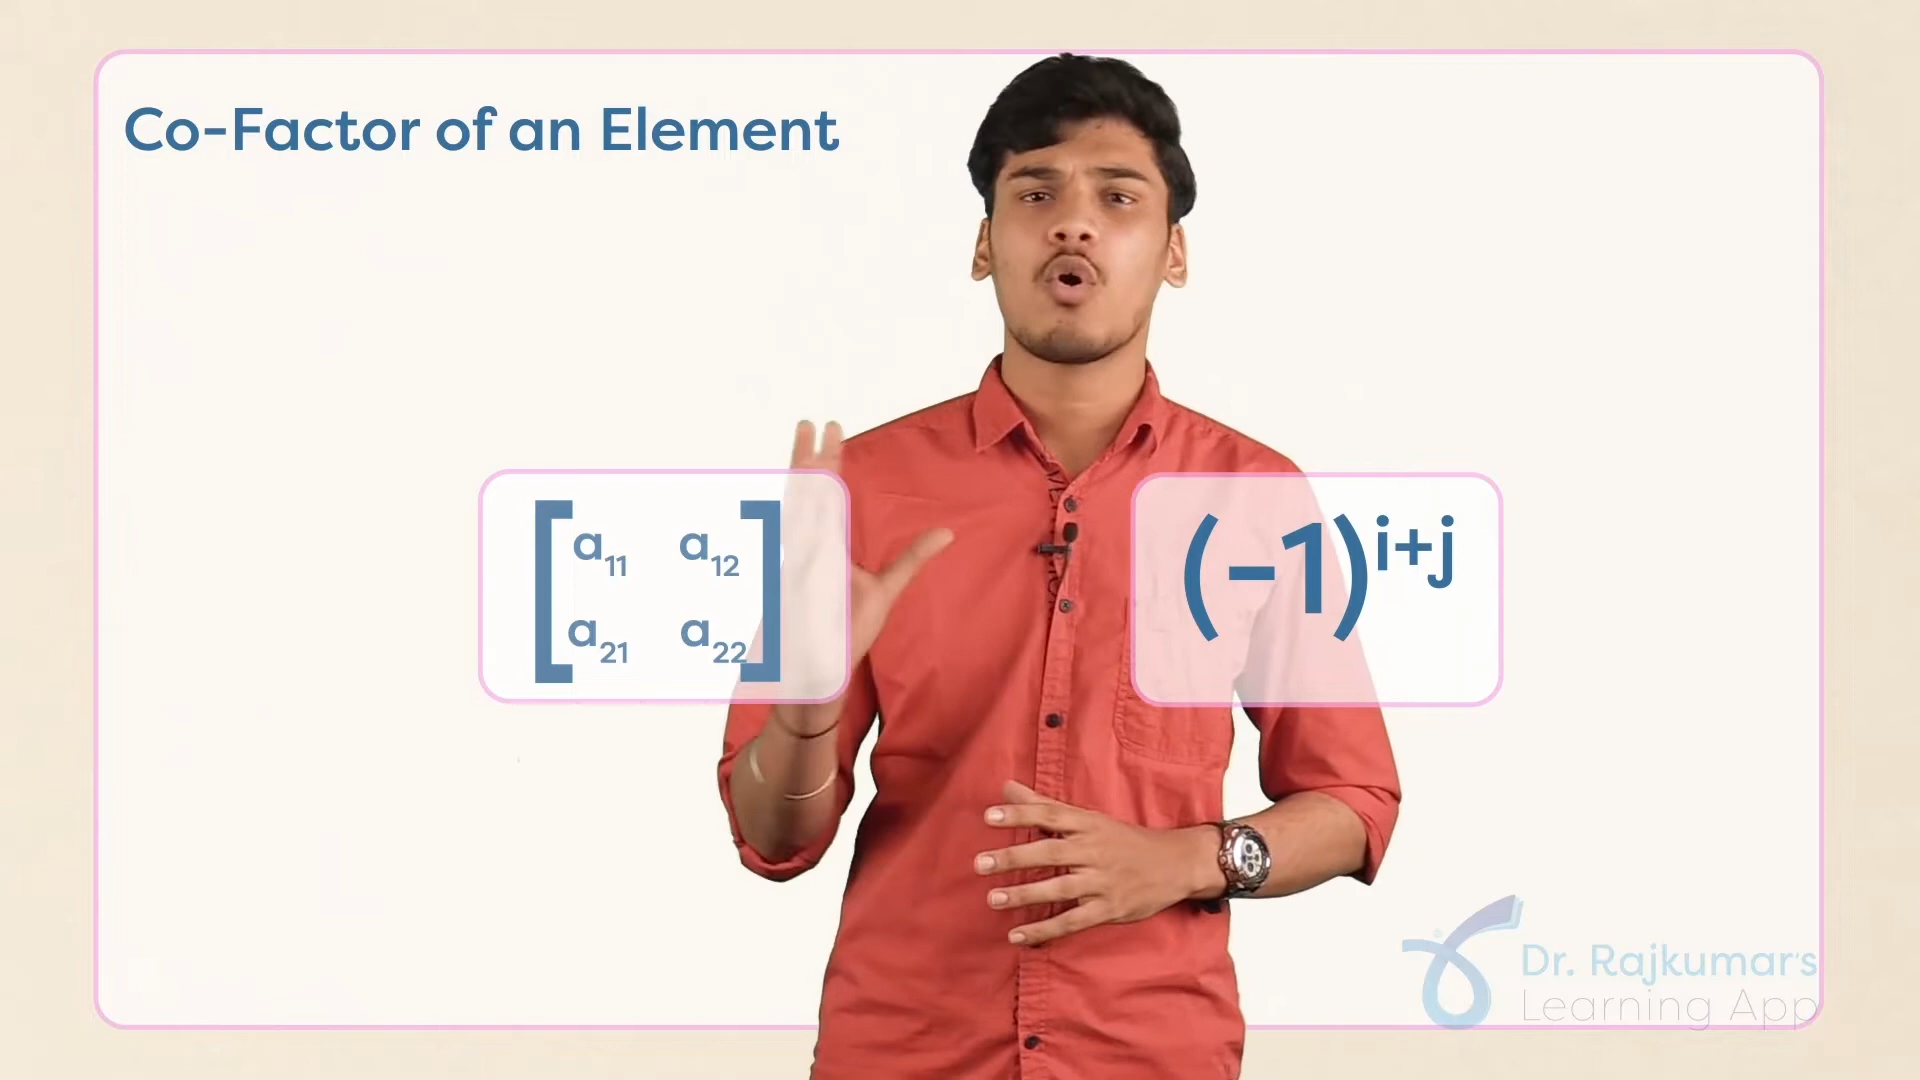 Co-Factor of an Element
a11 a12
a21 a22
(-1)i+j
Dr. Rajkumar's
Learning App